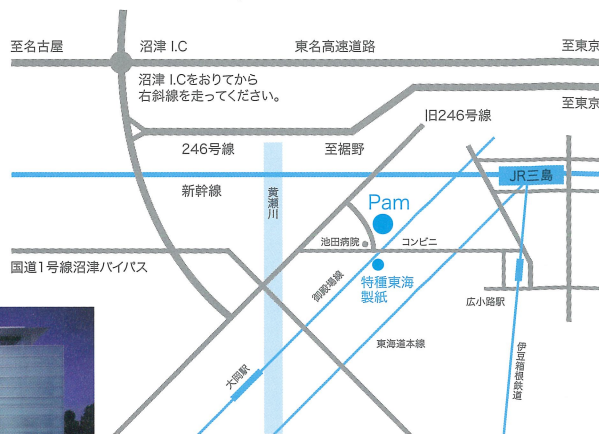 至名古屋
沼津 I.C
東名高速道路
至東京
沼津 I.Cをおりてから
右斜線を走ってください。
至東京
旧246号線
246号線
至裾野
JR三島
新幹線
黄瀬川
Pam
池田病院
コンビニ
国道1号線沼津バイパス
御殿場線
特種東海
製紙
広小路駅
東海道本線
伊豆箱根鉄道
大岡駅